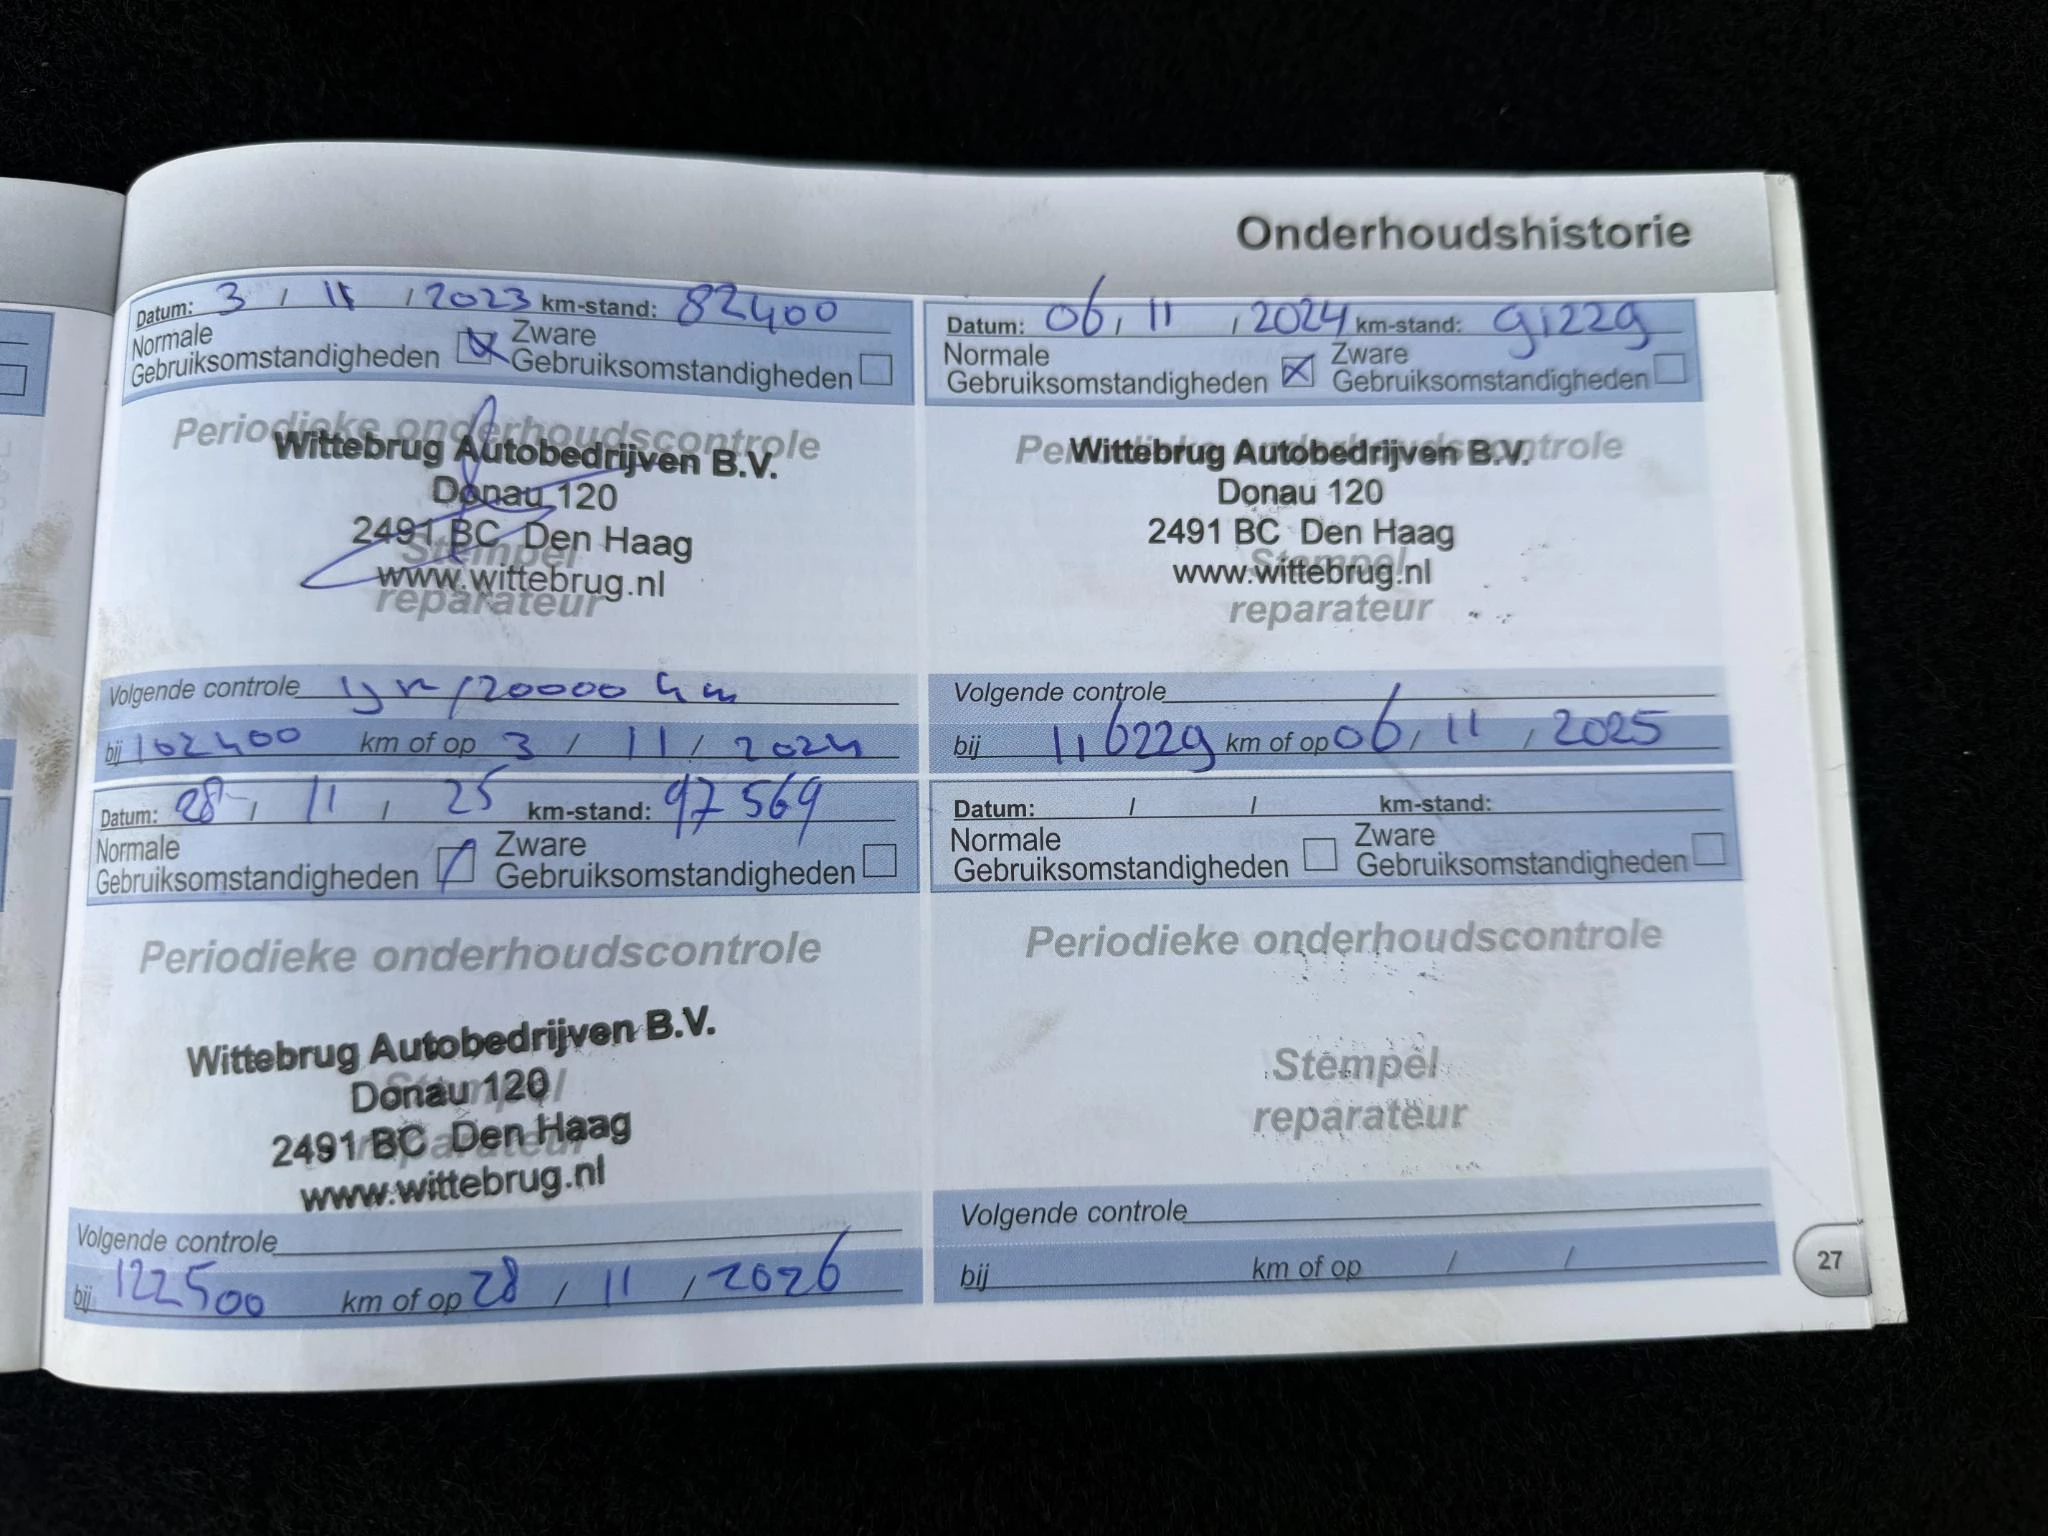 Onderhoudshistorie
Datum: 3 / 11 / 2023 km-stand: 82400
Normale Gebruiksomstandigheden Zware Gebruiksomstandigheden
Periodieke onderhoudscontrole
Wittebrug Autobedrijven B.V.
Donau 120
2491 BC Den Haag
Stempel
www.wittebrug.nl
reparateur
Volgende controle 1 jr / 20000 km
bij 102400 km of op 3 / 11 / 2024
Datum: 06 / 11 / 2024 km-stand: 91229
Normale Gebruiksomstandigheden Zware Gebruiksomstandigheden
Periodieke onderhoudscontrole
Wittebrug Autobedrijven B.V.
Donau 120
2491 BC Den Haag
Stempel
www.wittebrug.nl
reparateur
Volgende controle
bij 116229 km of op 06 / 11 / 2025
Datum: 28 / 11 / 25 km-stand: 97569
Normale Gebruiksomstandigheden Zware Gebruiksomstandigheden
Periodieke onderhoudscontrole
Wittebrug Autobedrijven B.V.
Stempel
Donau 120
2491 BC Den Haag
reparateur
www.wittebrug.nl
Volgende controle
bij 122500 km of op 28 / 11 / 2026
Datum: / / km-stand:
Normale Gebruiksomstandigheden Zware Gebruiksomstandigheden
Periodieke onderhoudscontrole
Stempel
reparateur
Volgende controle
bij km of op / /
27